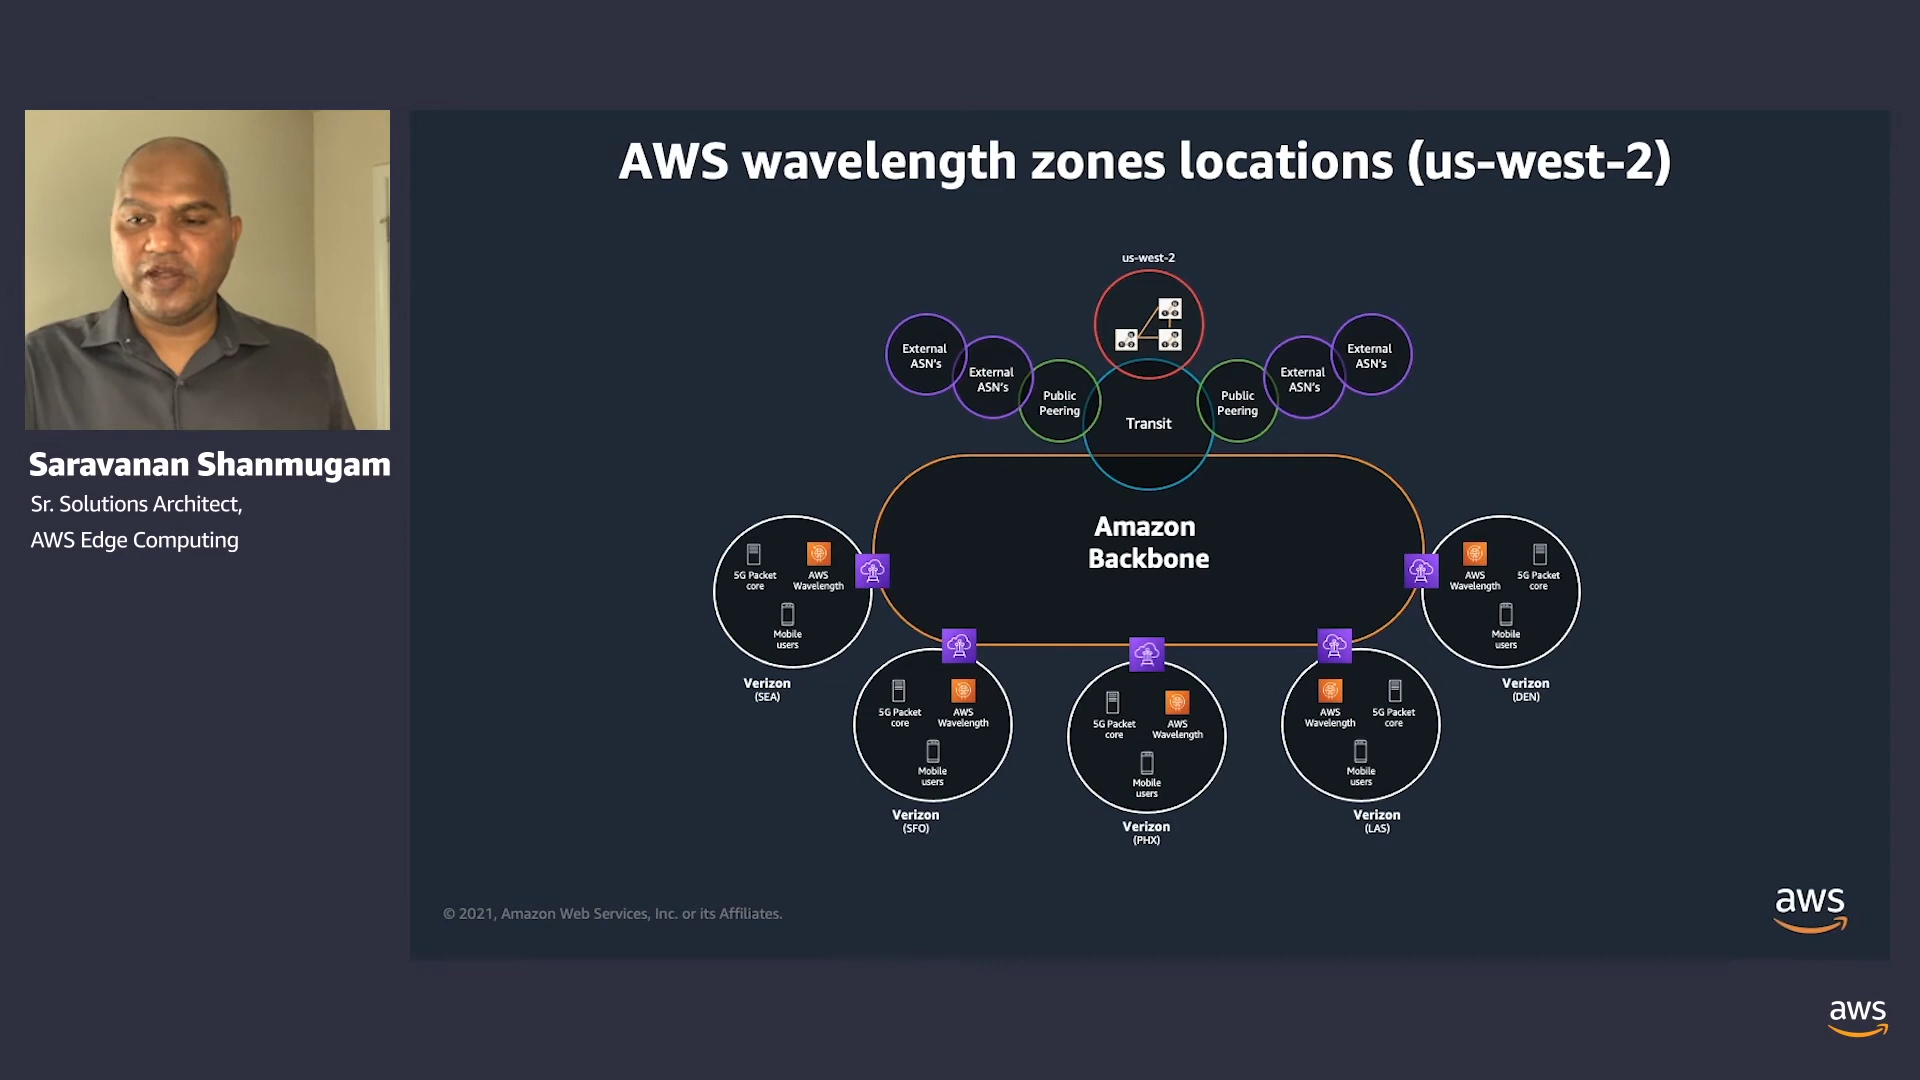 AWS wavelength zones locations (us-west-2)
Saravanan Shanmugam
Sr. Solutions Architect,
AWS Edge Computing
us-west-2
External
ASN's
External
ASN's
Public
Peering
Transit
Public
Peering
External
ASN's
External
ASN's
Amazon
Backbone
5G Packet
core
AWS
Wavelength
Mobile
users
Verizon
(SEA)
5G Packet
core
AWS
Wavelength
Mobile
users
Verizon
(SFO)
5G Packet
core
AWS
Wavelength
Mobile
users
Verizon
(PHX)
AWS
Wavelength
5G Packet
core
Mobile
users
Verizon
(LAS)
AWS
Wavelength
5G Packet
core
Mobile
users
Verizon
(DEN)
© 2021, Amazon Web Services, Inc. or its Affiliates.
aws
aws